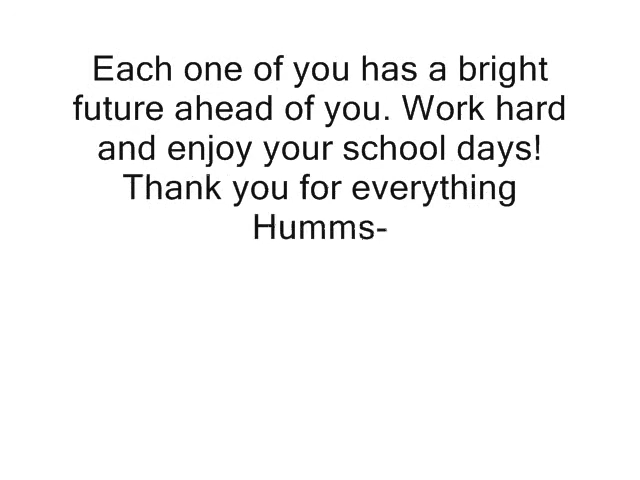 Each one of you has a bright
future ahead of you. Work hard
and enjoy your school days!
Thank you for everything
Humms-